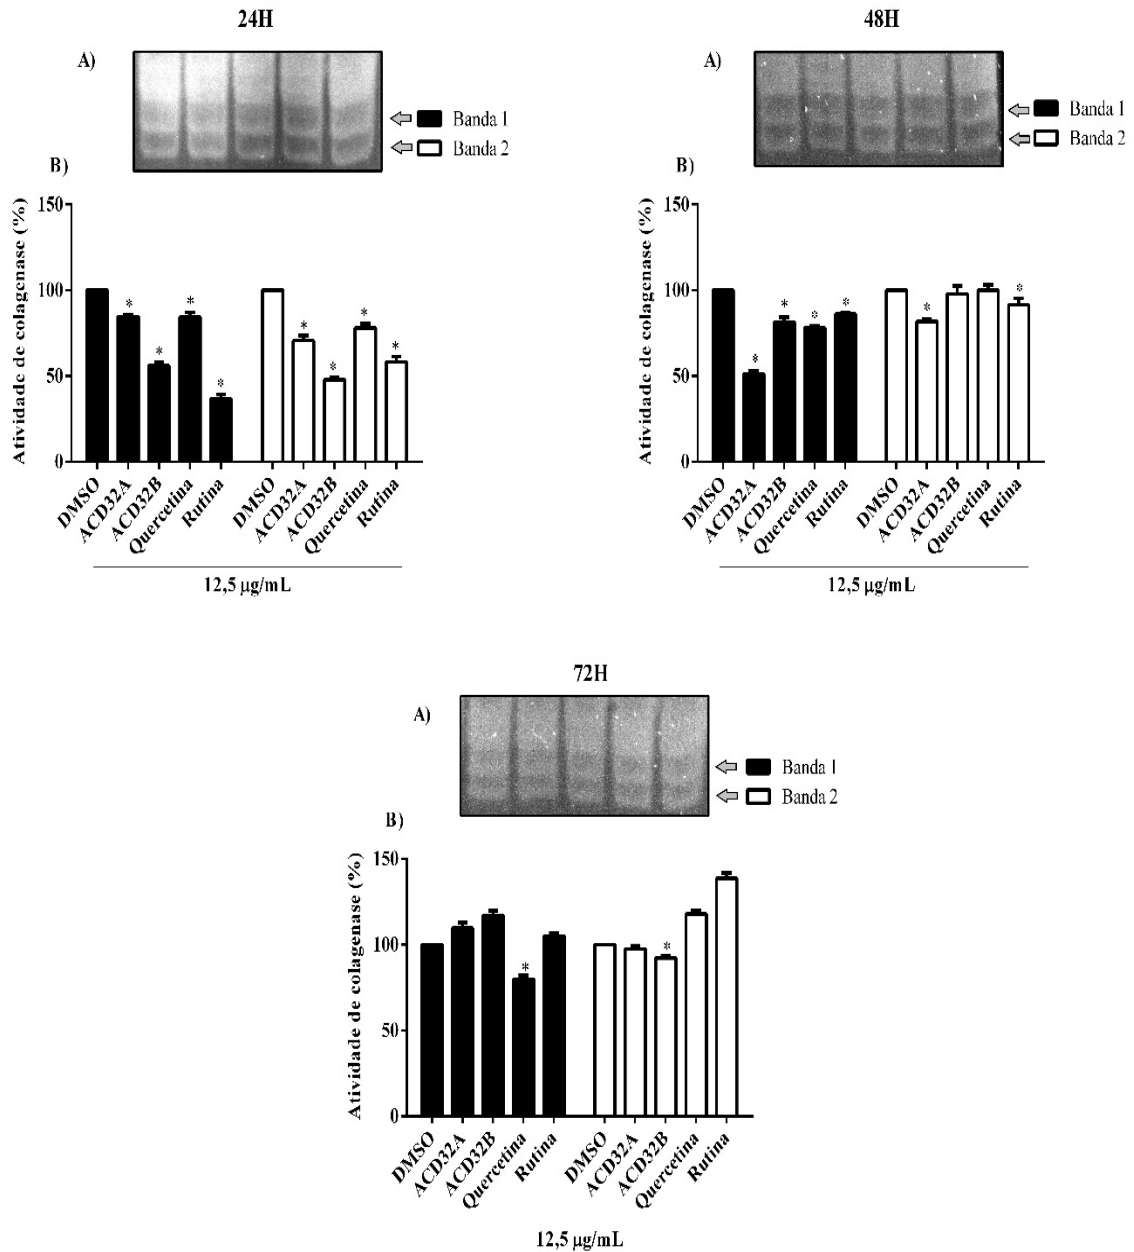 24H
A)
Banda 1
Banda 2
B)
Atividade de colagenase (%)
150
100
50
0
* * * *
* * * *
DMSO
ACD32A
ACD32B
Quercetina
Rutina
DMSO
ACD32A
ACD32B
Quercetina
Rutina
12,5 μg/mL
48H
A)
Banda 1
Banda 2
B)
Atividade de colagenase (%)
150
100
50
0
* * * *
* *
DMSO
ACD32A
ACD32B
Quercetina
Rutina
DMSO
ACD32A
ACD32B
Quercetina
Rutina
12,5 μg/mL
72H
A)
Banda 1
Banda 2
B)
Atividade de colagenase (%)
150
100
50
0
*
*
DMSO
ACD32A
ACD32B
Quercetina
Rutina
DMSO
ACD32A
ACD32B
Quercetina
Rutina
12,5 μg/mL